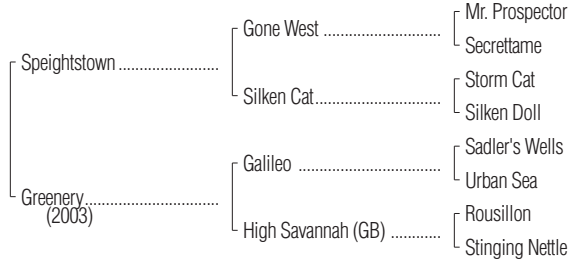 Mr. Prospector
Gone West ..............................
Secrettame
Speightstown .........................
Storm Cat
Silken Cat................................
Silken Doll
Sadler's Wells
Galileo ....................................
Urban Sea
Greenery.................................
(2003)
Rousillon
High Savannah (GB) ............
Stinging Nettle